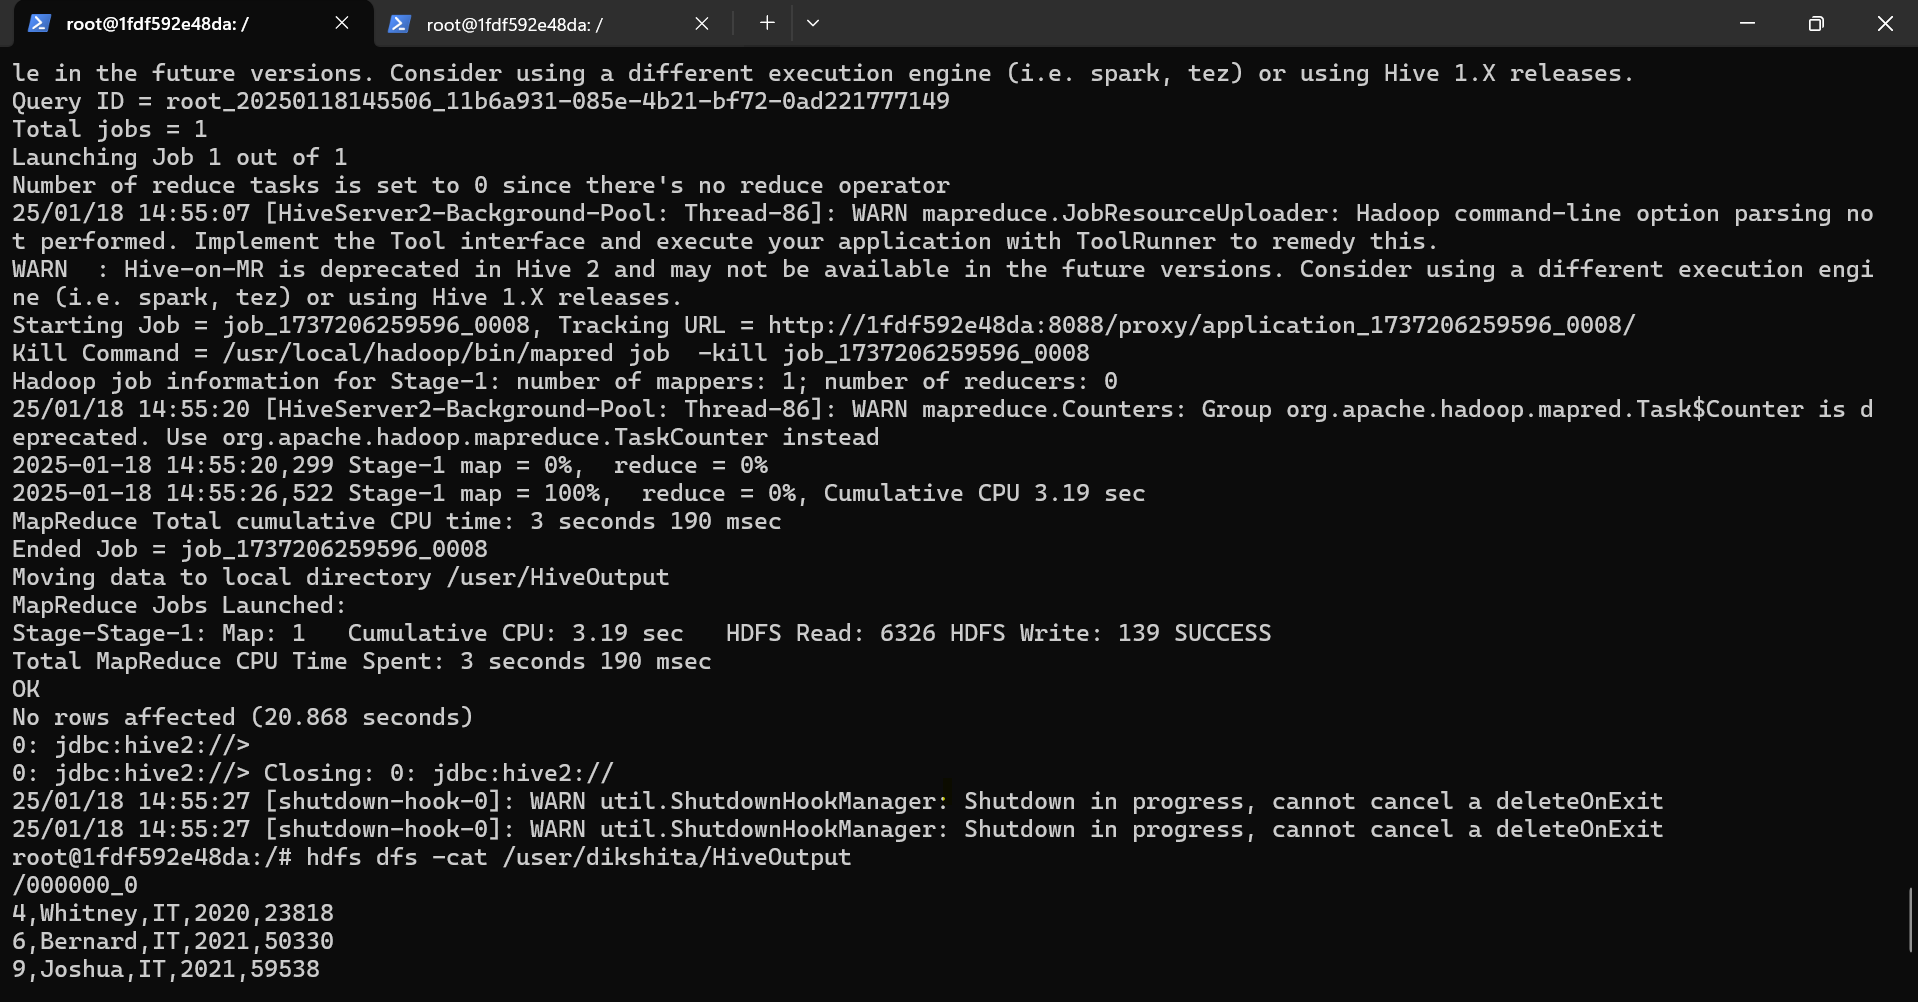 root@1fdf592e48da: /
root@1fdf592e48da: /
le in the future versions. Consider using a different execution engine (i.e. spark, tez) or using Hive 1.X releases.
Query ID = root_20250118145506_11b6a931-085e-4b21-bf72-0ad221777149
Total jobs = 1
Launching Job 1 out of 1
Number of reduce tasks is set to 0 since there's no reduce operator
25/01/18 14:55:07 [HiveServer2-Background-Pool: Thread-86]: WARN mapreduce.JobResourceUploader: Hadoop command-line option parsing no
t performed. Implement the Tool interface and execute your application with ToolRunner to remedy this.
WARN  : Hive-on-MR is deprecated in Hive 2 and may not be available in the future versions. Consider using a different execution engi
ne (i.e. spark, tez) or using Hive 1.X releases.
Starting Job = job_1737206259596_0008, Tracking URL = http://1fdf592e48da:8088/proxy/application_1737206259596_0008/
Kill Command = /usr/local/hadoop/bin/mapred job  -kill job_1737206259596_0008
Hadoop job information for Stage-1: number of mappers: 1; number of reducers: 0
25/01/18 14:55:20 [HiveServer2-Background-Pool: Thread-86]: WARN mapreduce.Counters: Group org.apache.hadoop.mapred.Task$Counter is d
eprecated. Use org.apache.hadoop.mapreduce.TaskCounter instead
2025-01-18 14:55:20,299 Stage-1 map = 0%,  reduce = 0%
2025-01-18 14:55:26,522 Stage-1 map = 100%,  reduce = 0%, Cumulative CPU 3.19 sec
MapReduce Total cumulative CPU time: 3 seconds 190 msec
Ended Job = job_1737206259596_0008
Moving data to local directory /user/HiveOutput
MapReduce Jobs Launched:
Stage-Stage-1: Map: 1   Cumulative CPU: 3.19 sec   HDFS Read: 6326 HDFS Write: 139 SUCCESS
Total MapReduce CPU Time Spent: 3 seconds 190 msec
OK
No rows affected (20.868 seconds)
0: jdbc:hive2://>
0: jdbc:hive2://> Closing: 0: jdbc:hive2://
25/01/18 14:55:27 [shutdown-hook-0]: WARN util.ShutdownHookManager: Shutdown in progress, cannot cancel a deleteOnExit
25/01/18 14:55:27 [shutdown-hook-0]: WARN util.ShutdownHookManager: Shutdown in progress, cannot cancel a deleteOnExit
root@1fdf592e48da:/# hdfs dfs -cat /user/dikshita/HiveOutput
/000000_0
4,Whitney,IT,2020,23818
6,Bernard,IT,2021,50330
9,Joshua,IT,2021,59538